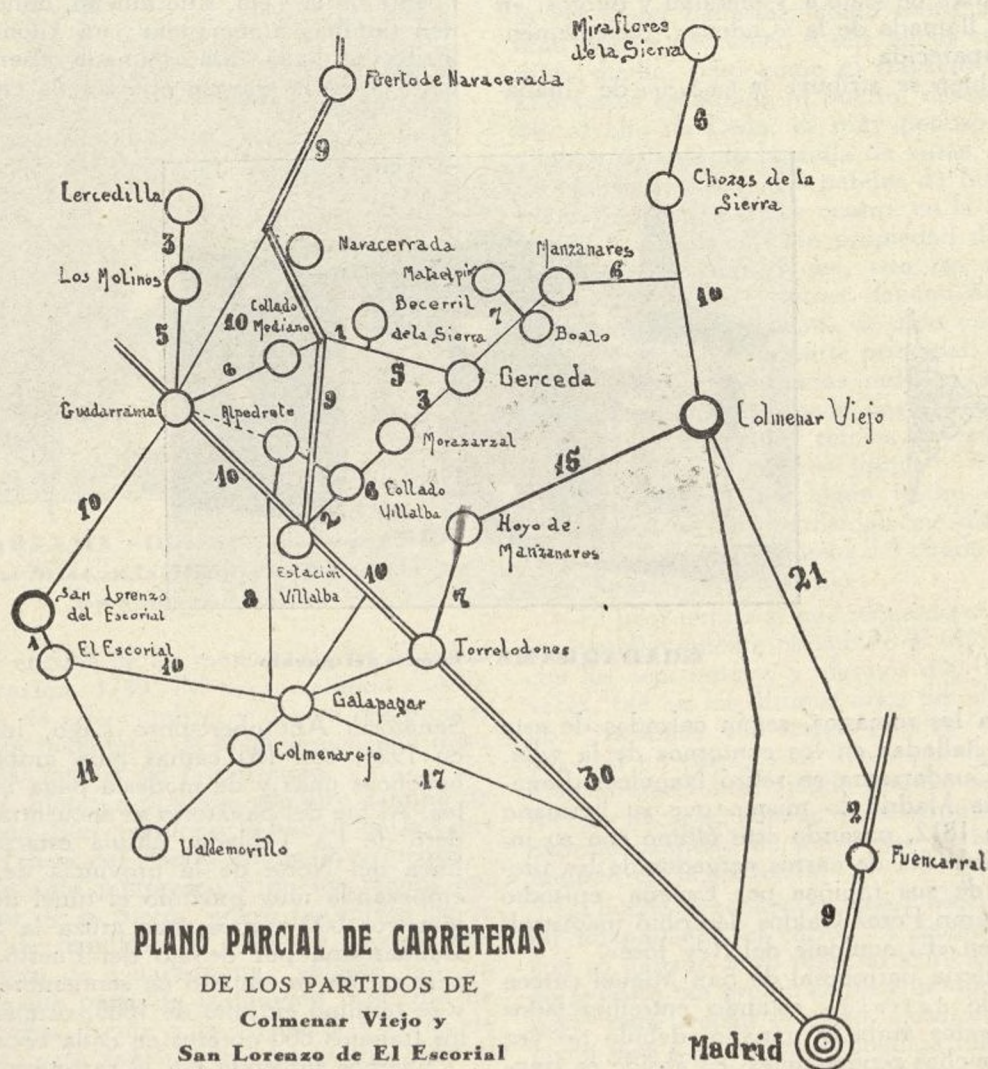 Miraflores
de la Sierra
Puerto de Navacerada
9
6
Cercedilla
Chozas de la
Sierra
3
Navacerrada
Manzanares
Mataelpin
6
Los Molinos
Collado
Mediano
10
1
Becerril
de la Sierra
7
Boalo
10
5
6
5
Cerceda
9
3
Guadarrama
Alpedrete
Morazarzal
Colmenar Viejo
10
6
Collado
Villalba
15
2
Hoyo de
Manzanares
10
Estación
Villalba
10
8
7
21
San Lorenzo
del Escorial
1
El Escorial
10
Torrelodones
Galapagar
Colmenarejo
11
17
30
2
Valdemorillo
Fuencarral
9
PLANO PARCIAL DE CARRETERAS
DE LOS PARTIDOS DE
Colmenar Viejo y
San Lorenzo de El Escorial
Madrid